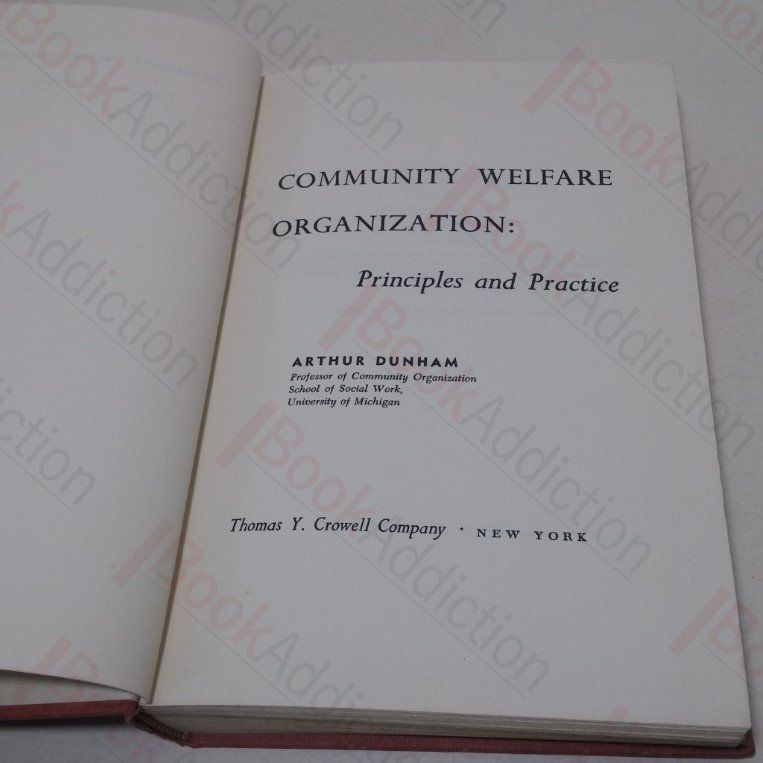 COMMUNITY WELFARE
ORGANIZATION:
Principles and Practice
ARTHUR DUNHAM
Professor of Community Organization
School of Social Work,
University of Michigan
Thomas Y. Crowell Company · NEW YORK
BookAddiction